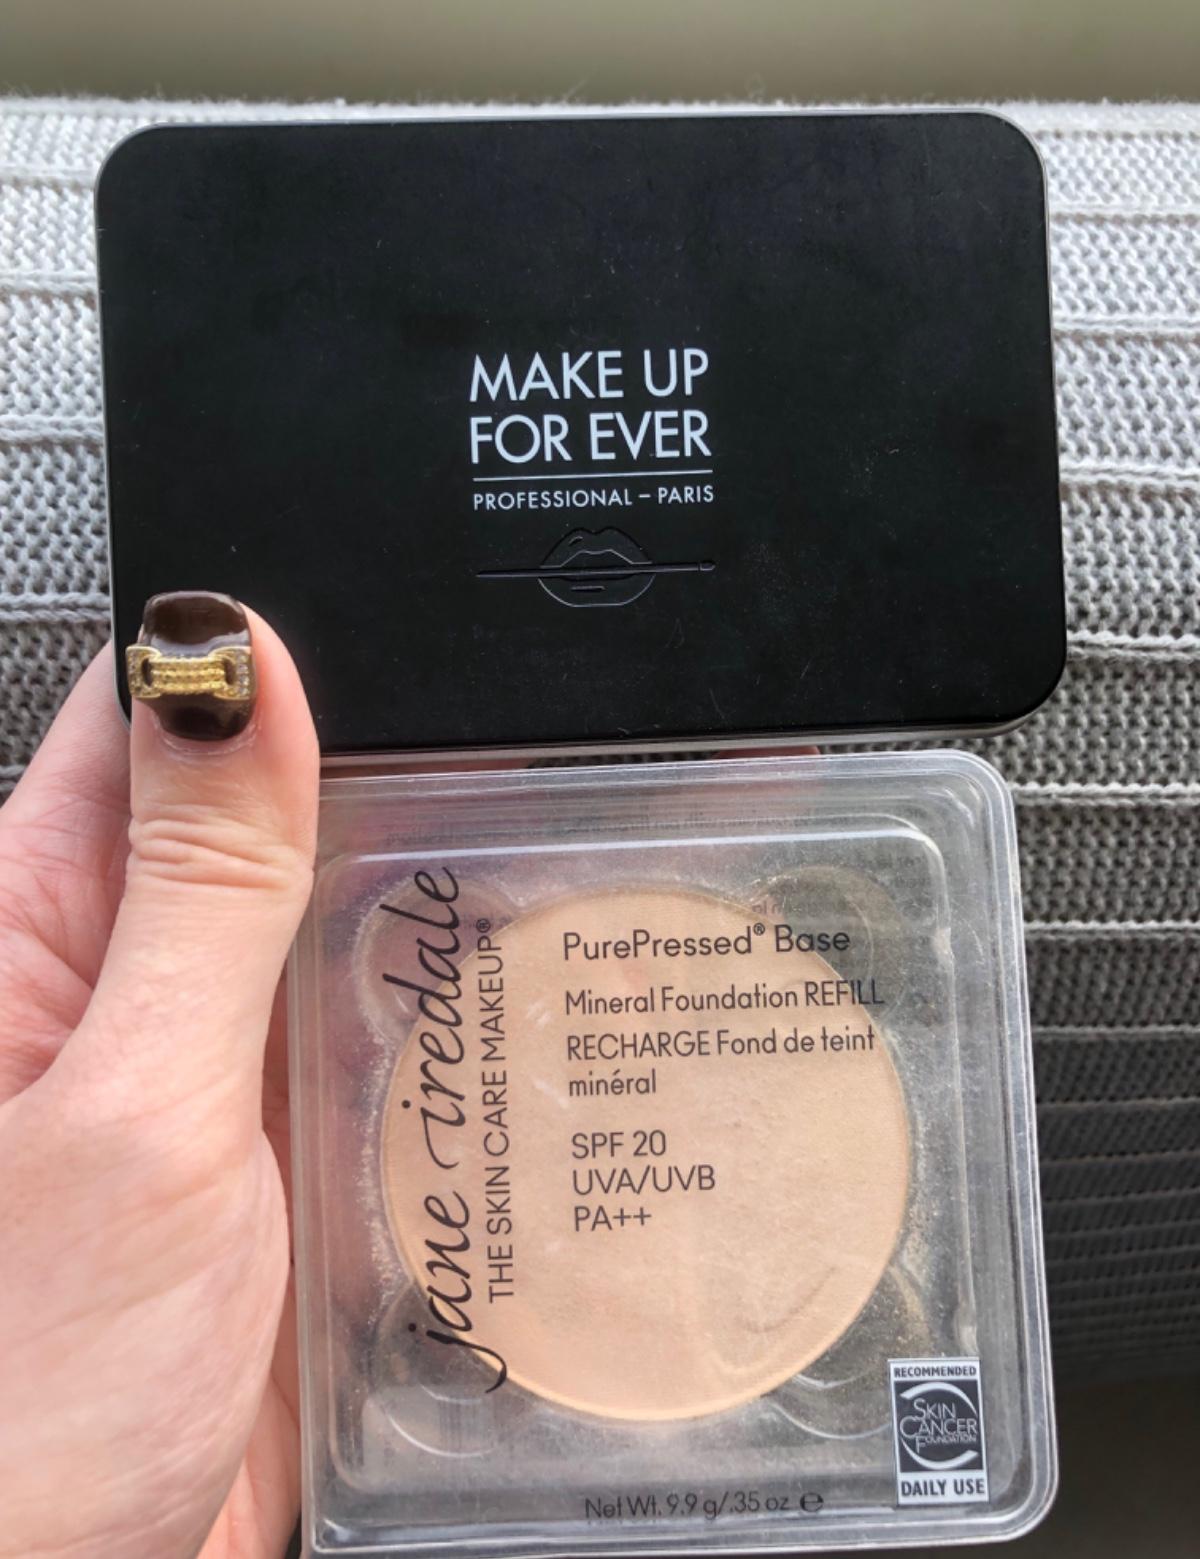 MAKE UP
FOR EVER
PROFESSIONAL – PARIS
jane iredale
THE SKIN CARE MAKEUP®
PurePressed® Base
Mineral Foundation REFILL
RECHARGE Fond de teint
minéral
SPF 20
UVA/UVB
PA++
RECOMMENDED
SKIN
CANCER
FOUNDATION
DAILY USE
Net Wt. 9.9 g/.35 oz ℮